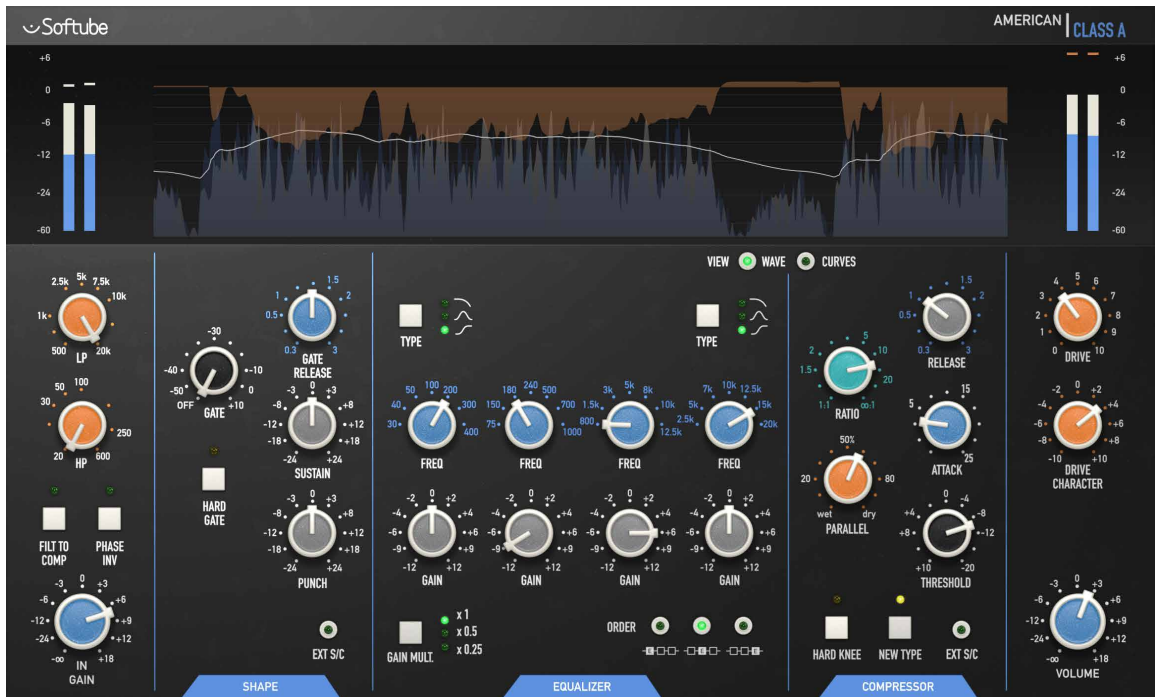 Softube
AMERICAN CLASS A
+6 +6
0 0
-6 -6
-12 -12
-24 -24
-60 -60
VIEW WAVE CURVES
500 1k 2.5k 5k 7.5k 10k 20k
LP
20 30 50 100 250 600
HP
FILT TO COMP
PHASE INV
-∞ -24 -12 -6 -3 0 +3 +6 +9 +12 +18
IN GAIN
OFF -50 -40 -30 -10 0 +10
GATE
HARD GATE
0.3 0.5 1 1.5 2 3
GATE RELEASE
-24 -18 -12 -8 -3 0 +3 +8 +12 +18 +24
SUSTAIN
-24 -18 -12 -8 -3 0 +3 +8 +12 +18 +24
PUNCH
EXT S/C
SHAPE
TYPE
TYPE
30 40 50 100 200 300 400
FREQ
75 150 180 240 500 700 1000
FREQ
800 1.5k 3k 5k 8k 10k 12.5k
FREQ
2.5k 5k 7k 10k 12.5k 15k 20k
FREQ
-12 -9 -6 -4 -2 0 +2 +4 +6 +9 +12
GAIN
-12 -9 -6 -4 -2 0 +2 +4 +6 +9 +12
GAIN
-12 -9 -6 -4 -2 0 +2 +4 +6 +9 +12
GAIN
-12 -9 -6 -4 -2 0 +2 +4 +6 +9 +12
GAIN
GAIN MULT.
x 1
x 0.5
x 0.25
ORDER
E E E
EQUALIZER
1:1 1.5 2 5 10 20 ∞:1
RATIO
wet 20 50% 80 dry
PARALLEL
0.3 0.5 1 1.5 2 3
RELEASE
5 15 25
ATTACK
+10 +8 +4 0 -4 -8 -12 -20
THRESHOLD
HARD KNEE
NEW TYPE
EXT S/C
COMPRESSOR
0 1 2 3 4 5 6 7 8 9 10
DRIVE
-10 -8 -6 -4 -2 0 +2 +4 +6 +8 +10
DRIVE CHARACTER
-∞ -24 -12 -6 -3 0 +3 +6 +9 +12 +18
VOLUME